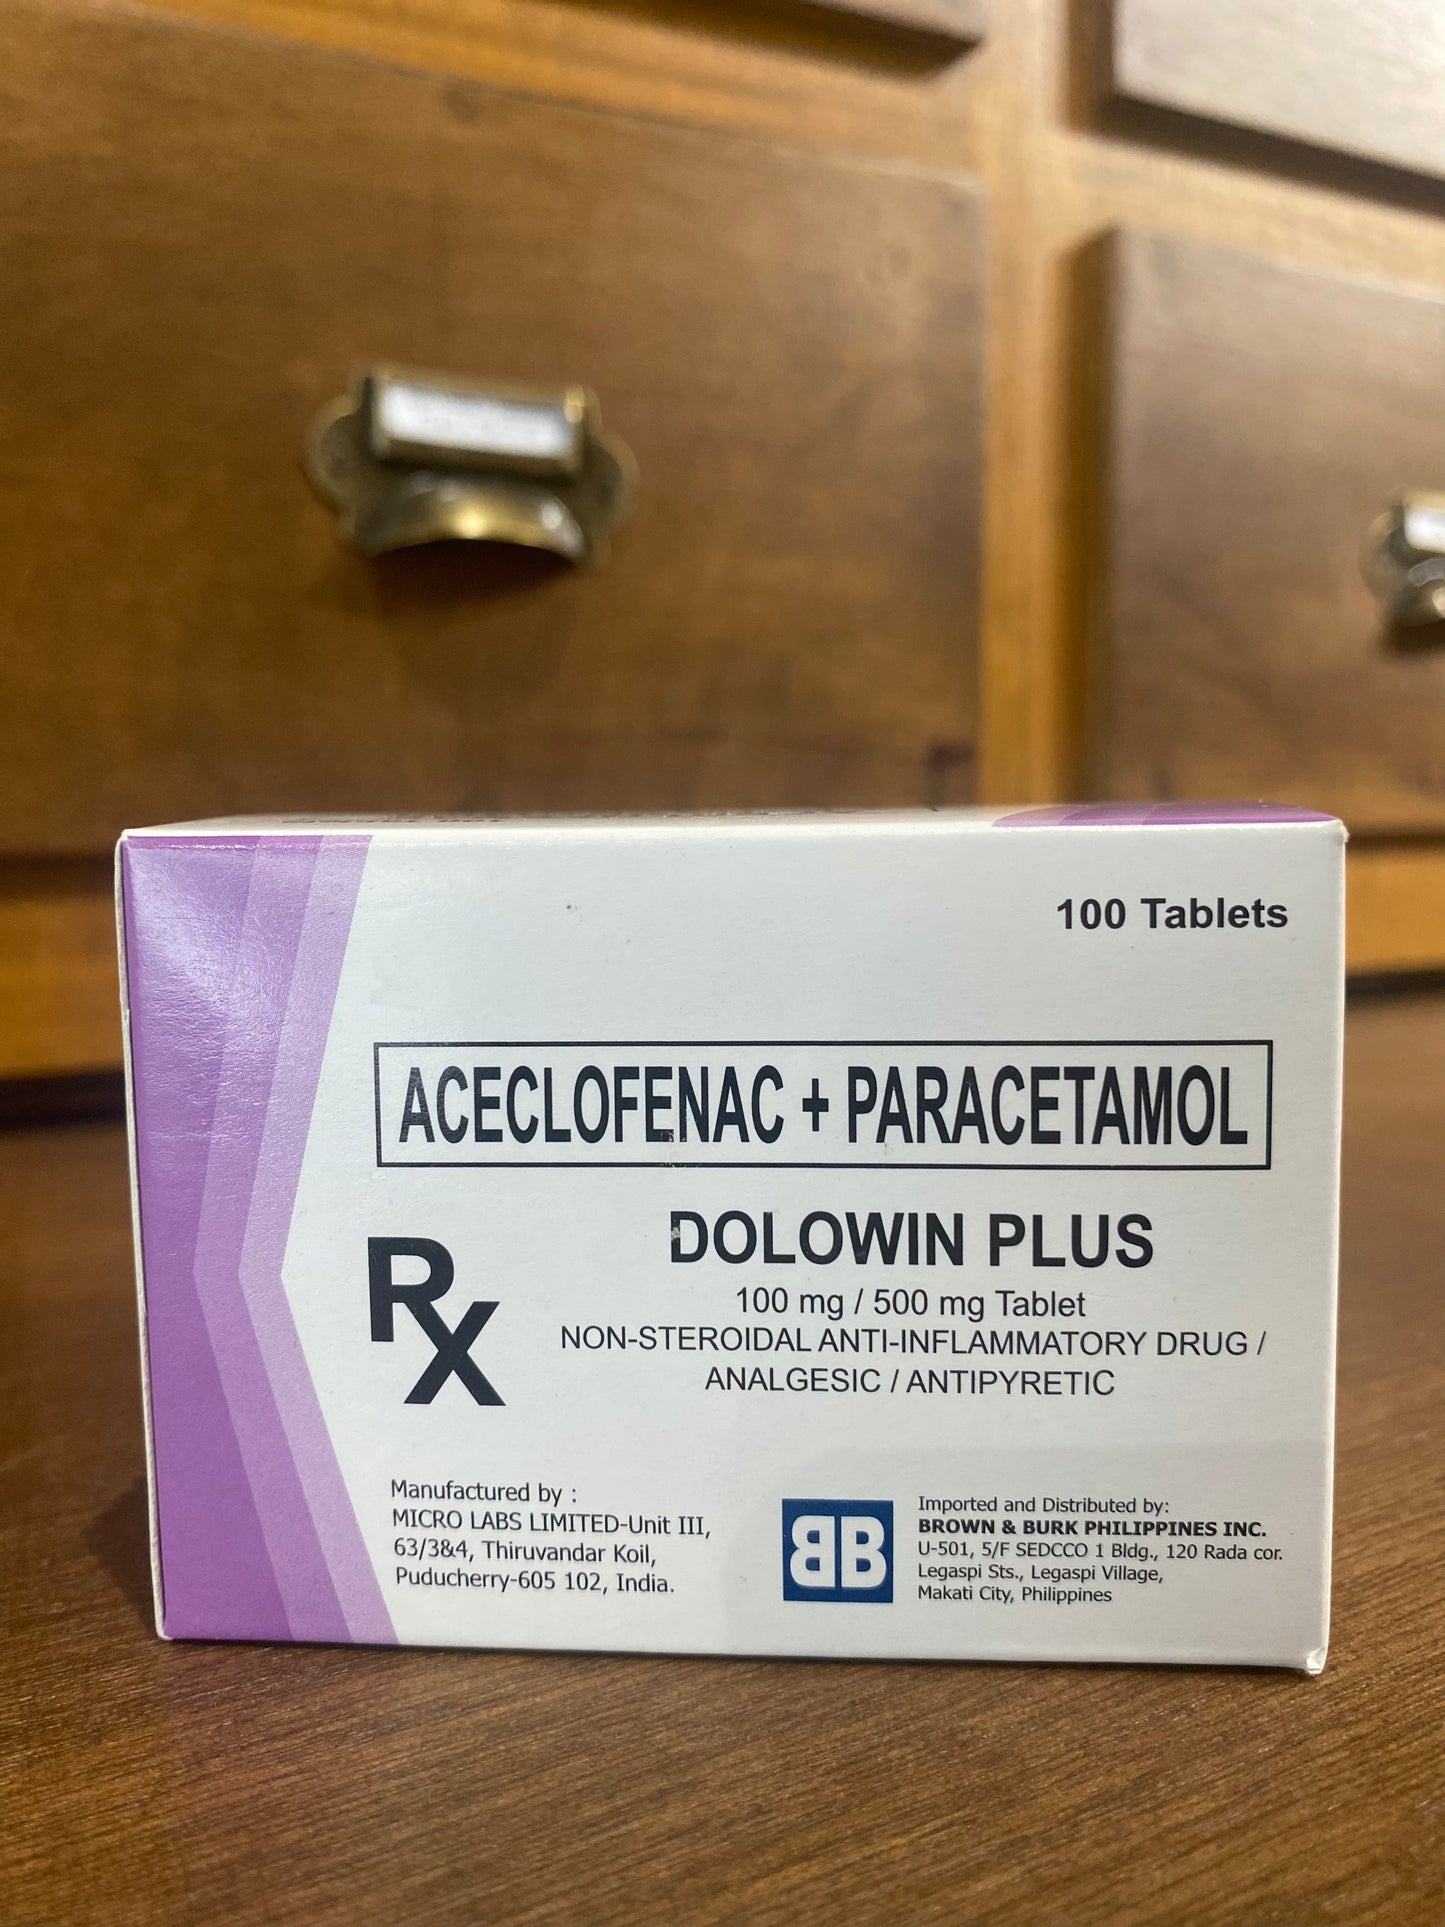 100 Tablets
ACECLOFENAC + PARACETAMOL
DOLOWIN PLUS
Rx
100 mg / 500 mg Tablet
NON-STEROIDAL ANTI-INFLAMMATORY DRUG /
ANALGESIC / ANTIPYRETIC
Manufactured by :
MICRO LABS LIMITED-Unit III,
63/3&4, Thiruvandar Koil,
Puducherry-605 102, India.
BB
Imported and Distributed by:
BROWN & BURK PHILIPPINES INC.
U-501, 5/F SEDCCO 1 Bldg., 120 Rada cor.
Legaspi Sts., Legaspi Village,
Makati City, Philippines